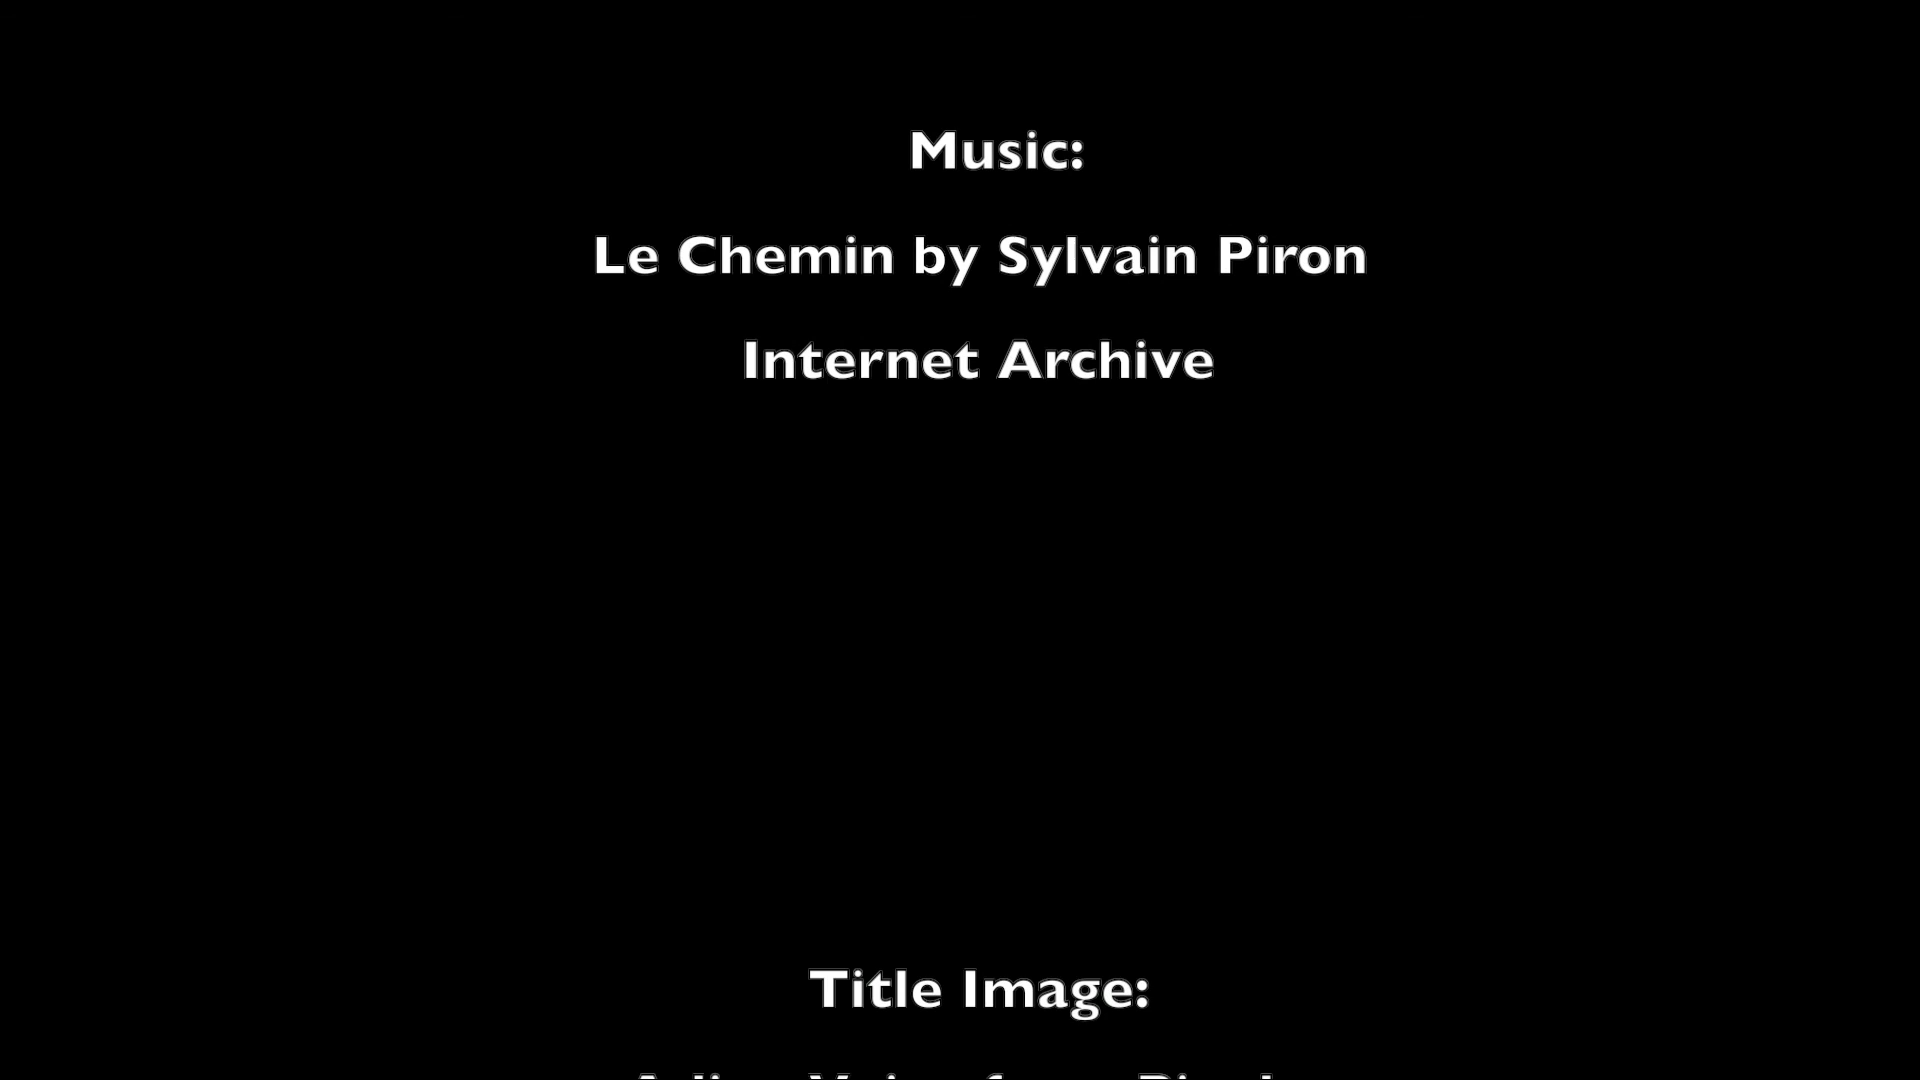 Music:
Le Chemin by Sylvain Piron
Internet Archive
Title Image: